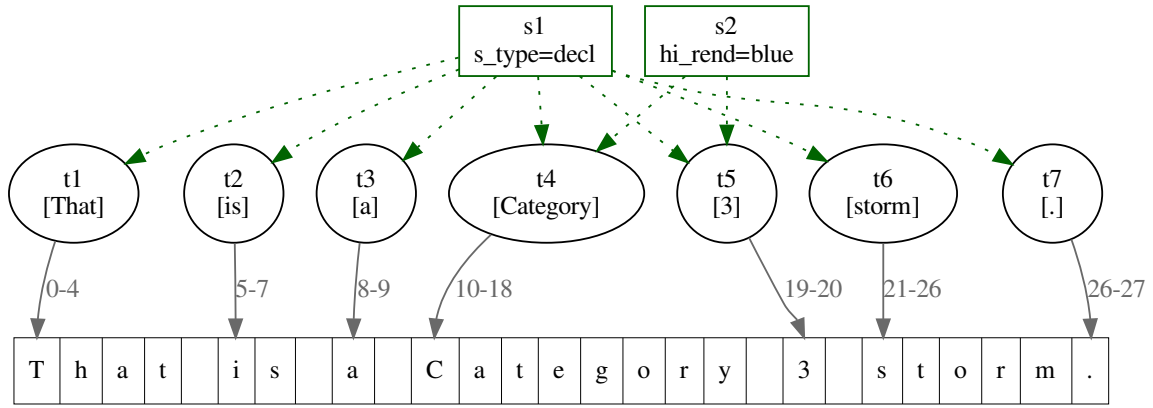 s1
s_type=decl
s2
hi_rend=blue
t1
[That]
t2
[is]
t3
[a]
t4
[Category]
t5
[3]
t6
[storm]
t7
[.]
0-4
5-7
8-9
10-18
19-20
21-26
26-27
T h a t i s a C a t e g o r y 3 s t o r m .